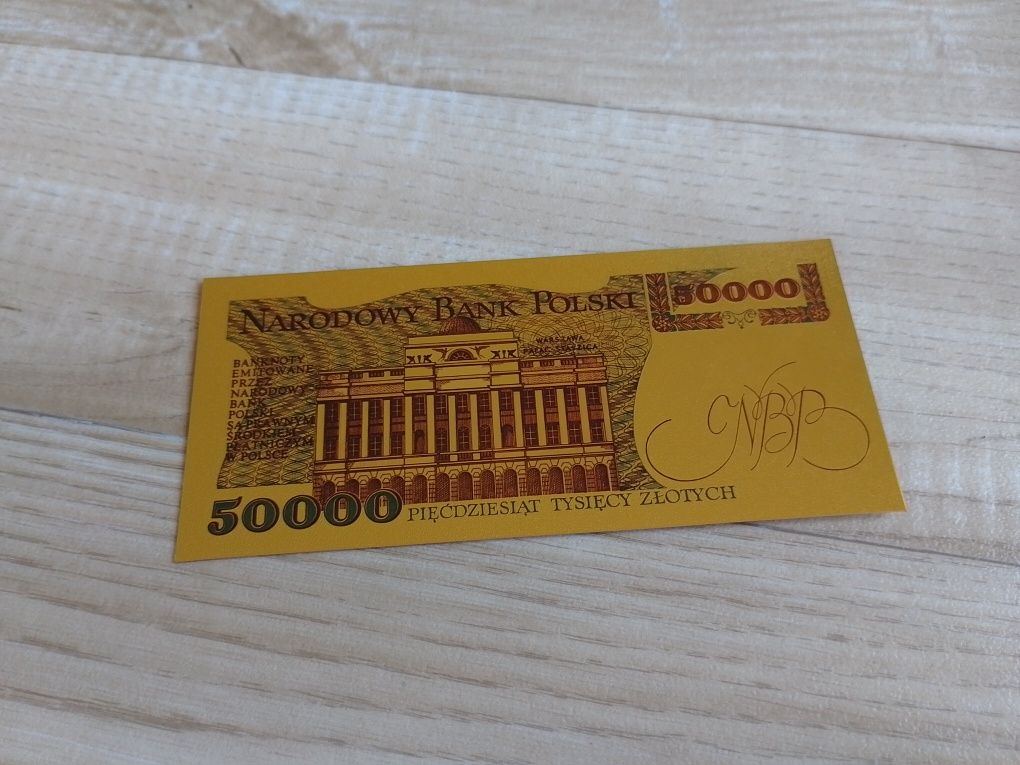 NARODOWY BANK POLSKI
50000
WARSZAWA
PAŁAC STASZICA
BANKNOTY
EMITOWANE
PRZEZ
NARODOWY
BANK
POLSKI
SĄ PRAWNYM
ŚRODKIEM
PŁATNICZYM
W POLSCE
NBP
50000 PIĘĆDZIESIĄT TYSIĘCY ZŁOTYCH